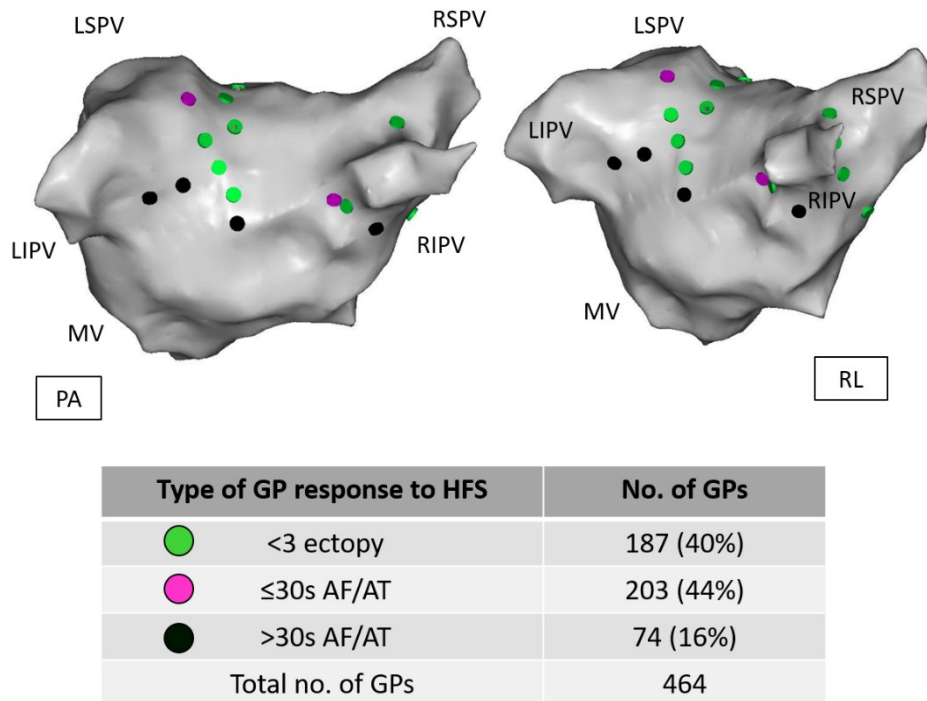 LSPV
RSPV
LIPV
RIPV
MV
PA
LSPV
RSPV
LIPV
RIPV
MV
RL
Type of GP response to HFS No. of GPs
<3 ectopy 187 (40%)
≤30s AF/AT 203 (44%)
>30s AF/AT 74 (16%)
Total no. of GPs 464